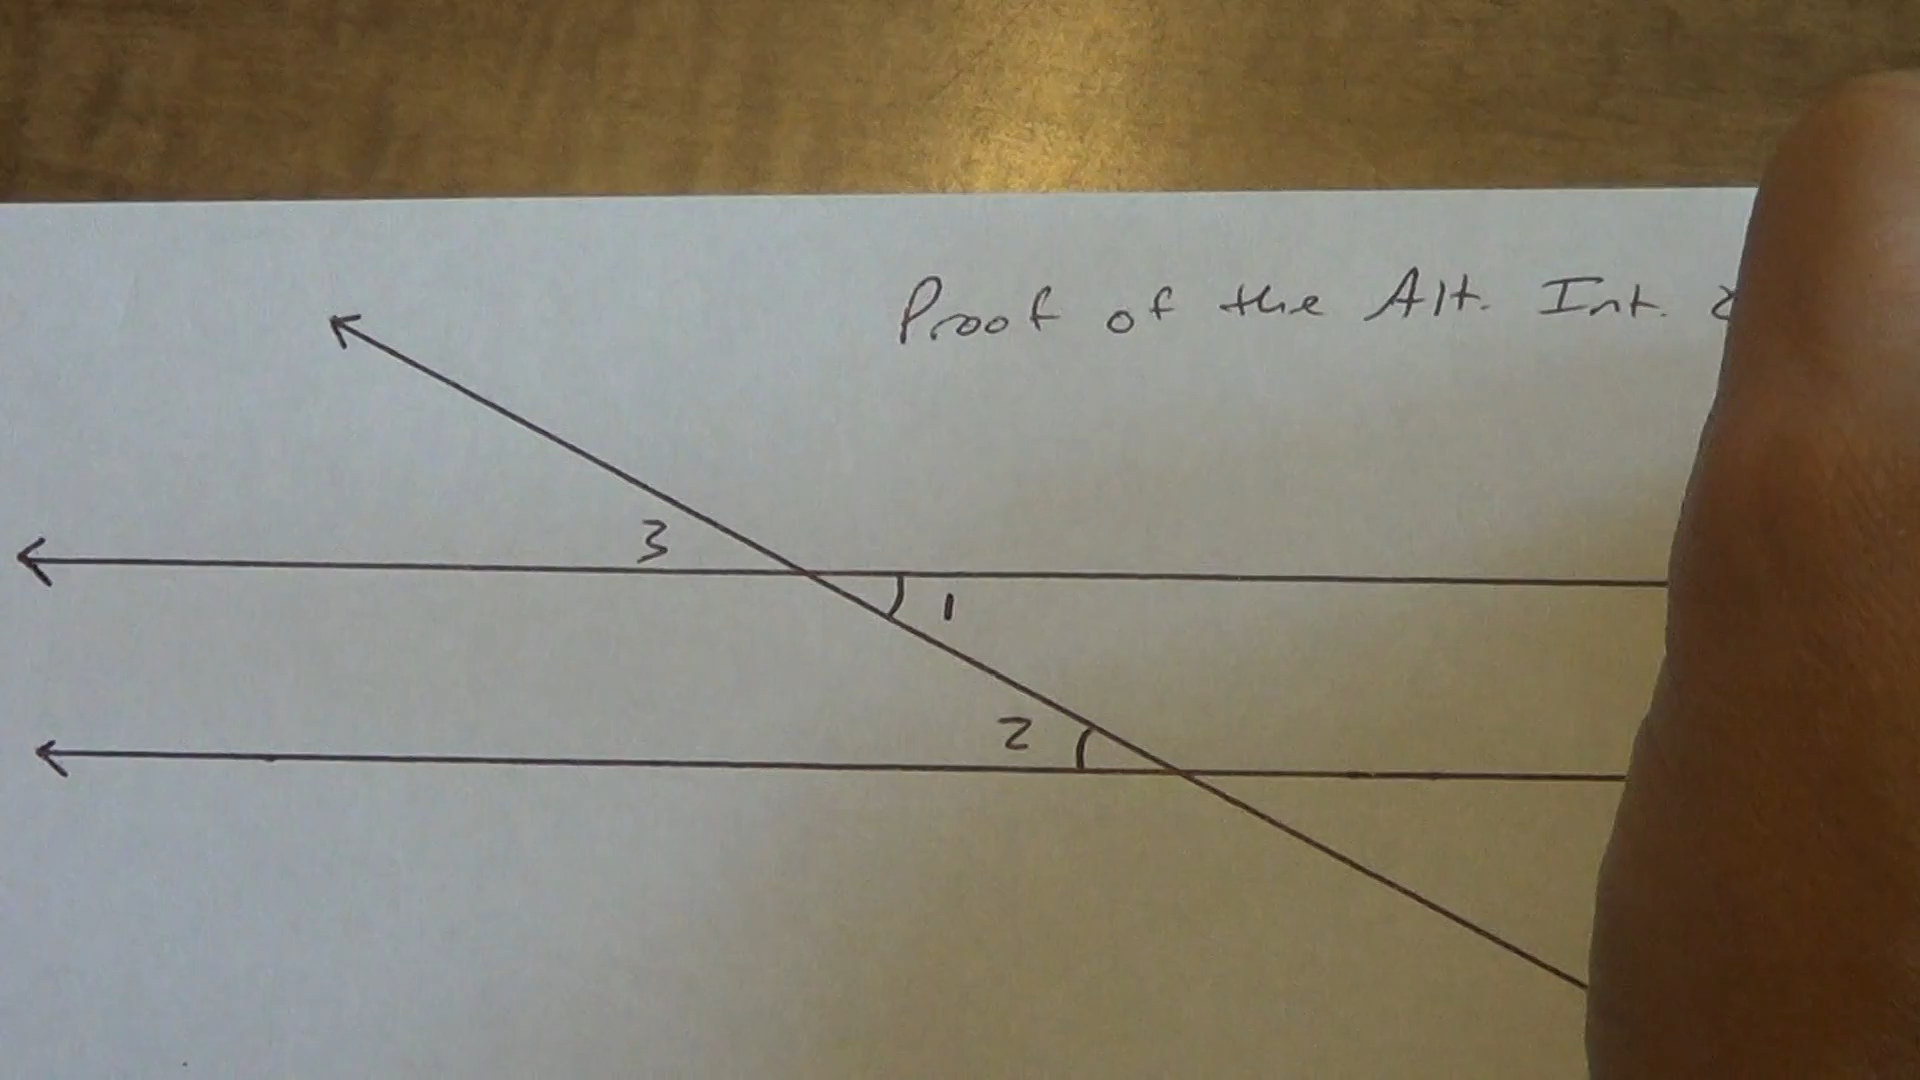 Proof of the Alt. Int.
3
1
2